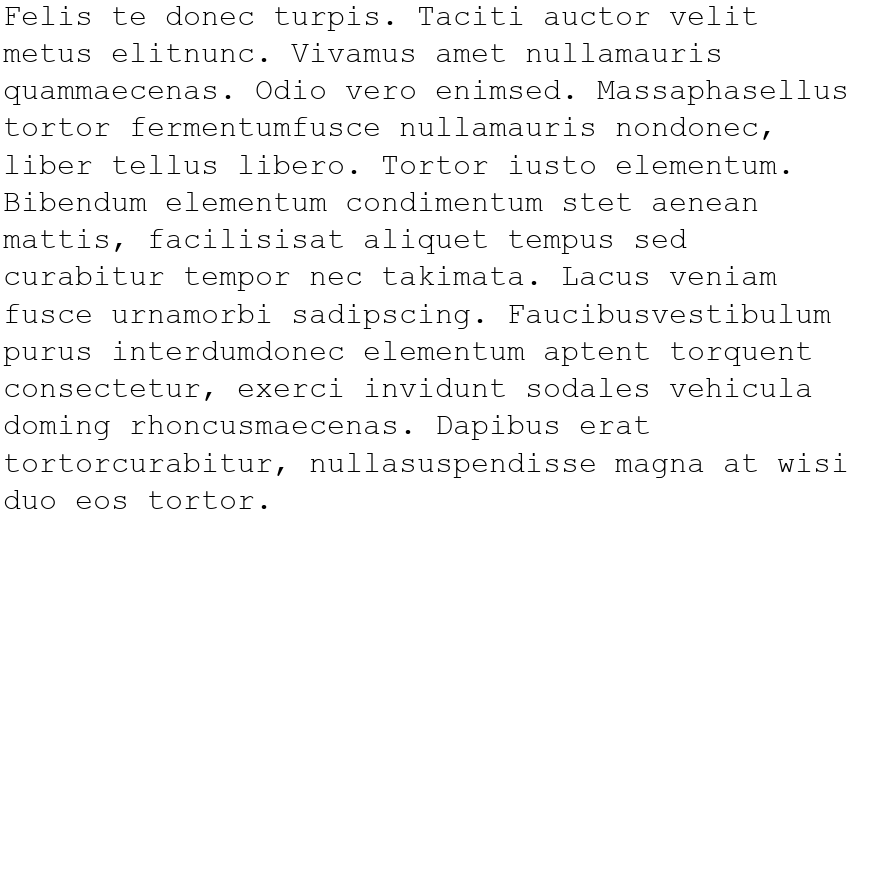 Felis te donec turpis. Taciti auctor velit
metus elitnunc. Vivamus amet nullamauris
quammaecenas. Odio vero enimsed. Massaphasellus
tortor fermentumfusce nullamauris nondonec,
liber tellus libero. Tortor iusto elementum.
Bibendum elementum condimentum stet aenean
mattis, facilisisat aliquet tempus sed
curabitur tempor nec takimata. Lacus veniam
fusce urnamorbi sadipscing. Faucibusvestibulum
purus interdumdonec elementum aptent torquent
consectetur, exerci invidunt sodales vehicula
doming rhoncusmaecenas. Dapibus erat
tortorcurabitur, nullasuspendisse magna at wisi
duo eos tortor.